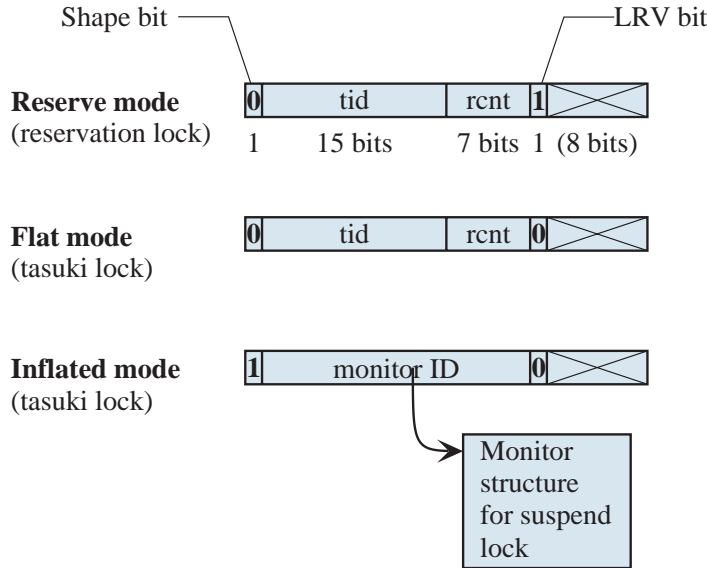 Shape bit LRV bit
Reserve mode 0 tid rcnt 1
(reservation lock) 1 15 bits 7 bits 1 (8 bits)
Flat mode 0 tid rcnt 0
(tasuki lock)
Inflated mode 1 monitor ID 0
(tasuki lock)
Monitor
structure
for suspend
lock